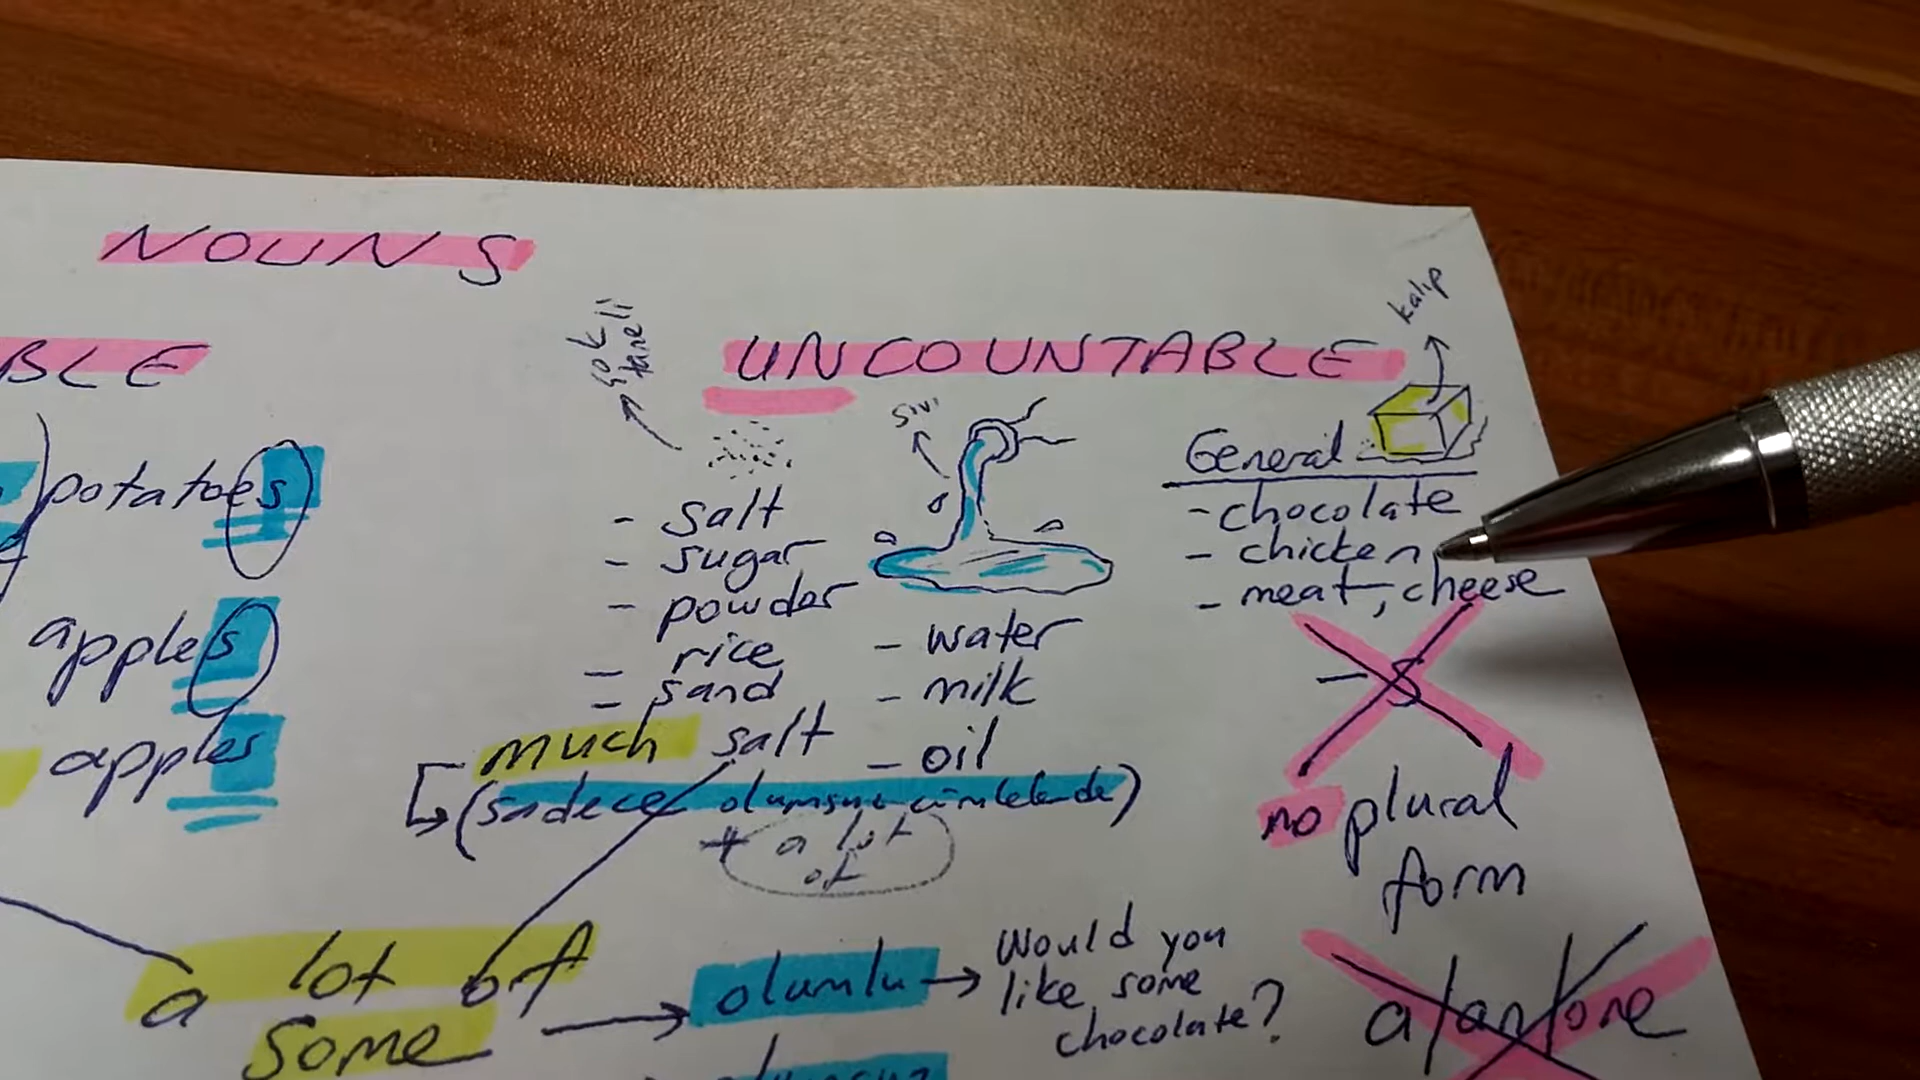 NOUNS
BLE
UNCOUNTABLE
çok
taneli
sıvı
kalıp
General
potatoes
apples
apples
- salt
- sugar
- powder
- rice
- sand
- water
- milk
- oil
- chocolate
- chicken
- meat, cheese
- s
no plural
form
much salt
(sadece olumsuz cümlelerde)
+ a lot
of
a lot of
some
olumlu → Would you
like some
chocolate?
a/an/one